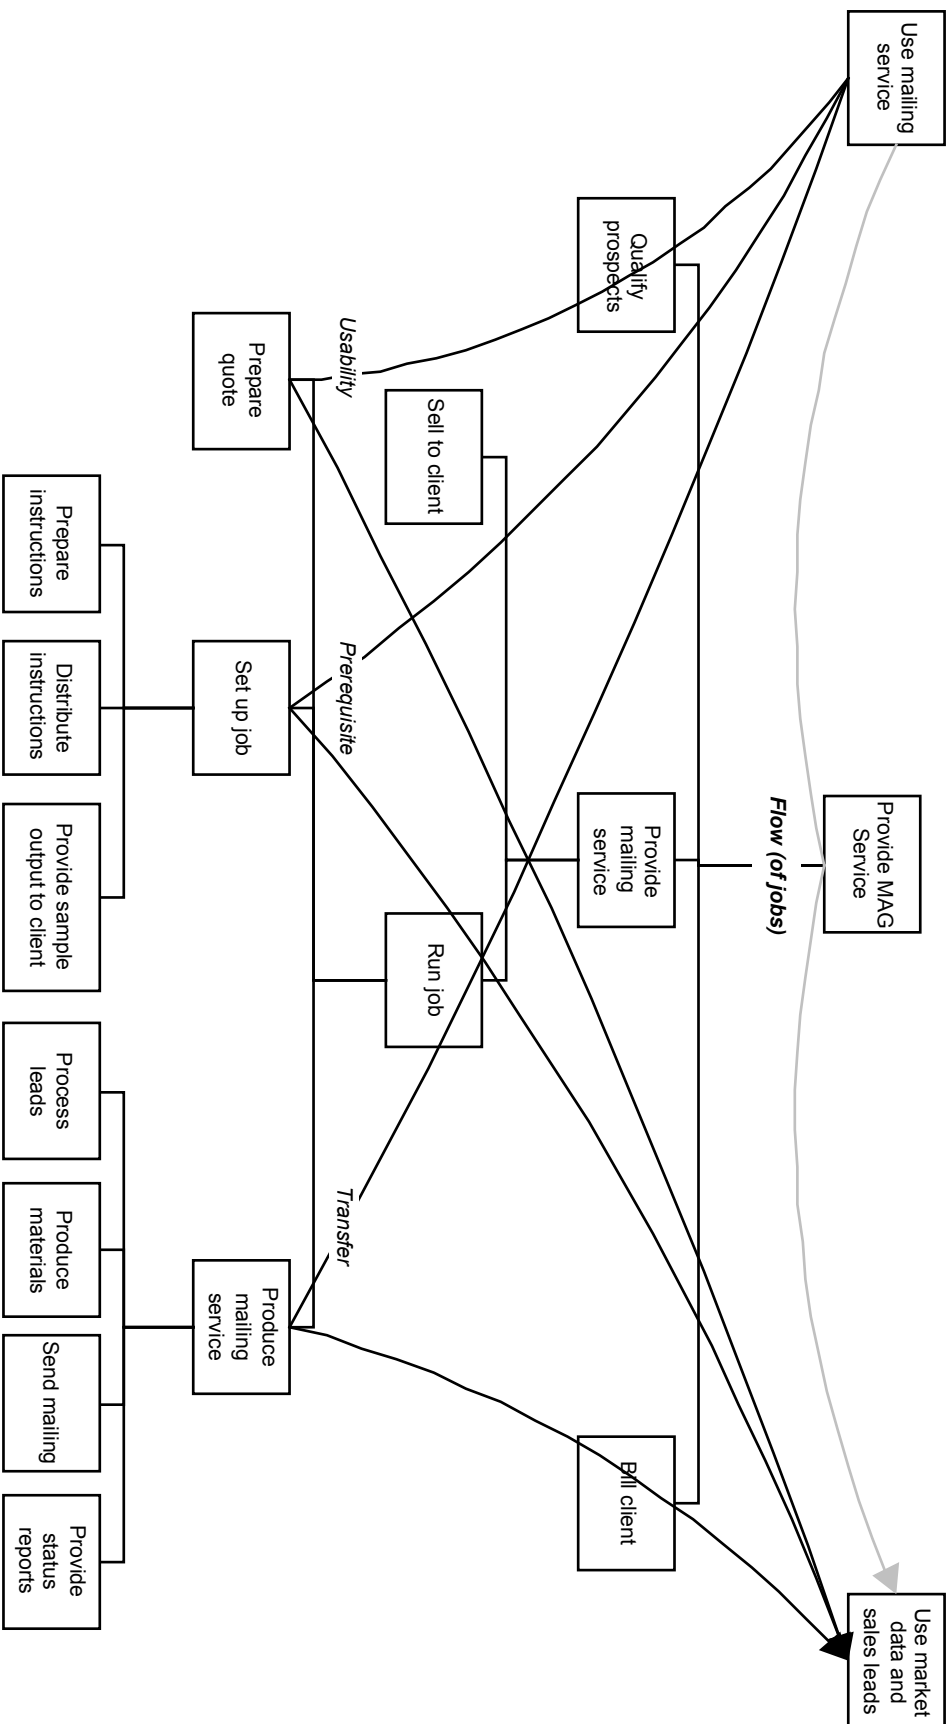 Use mailing
service
Provide MAG
Service
Use market
data and
sales leads
Flow (of jobs)
Qualify
prospects
Provide
mailing
service
Bill client
Sell to client
Run job
Usability
Prerequisite
Transfer
Prepare
quote
Set up job
Produce
mailing
service
Prepare
instructions
Distribute
instructions
Provide sample
output to client
Process
leads
Produce
materials
Send mailing
Provide
status
reports